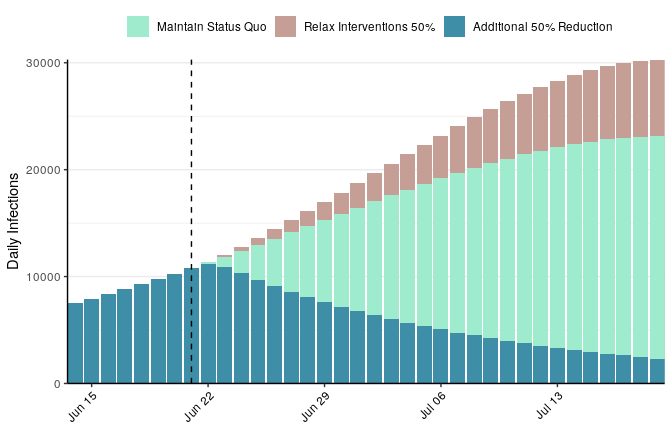 Maintain Status Quo Relax Interventions 50% Additional 50% Reduction
Daily Infections
30000
20000
10000
0
Jun 15 Jun 22 Jun 29 Jul 06 Jul 13